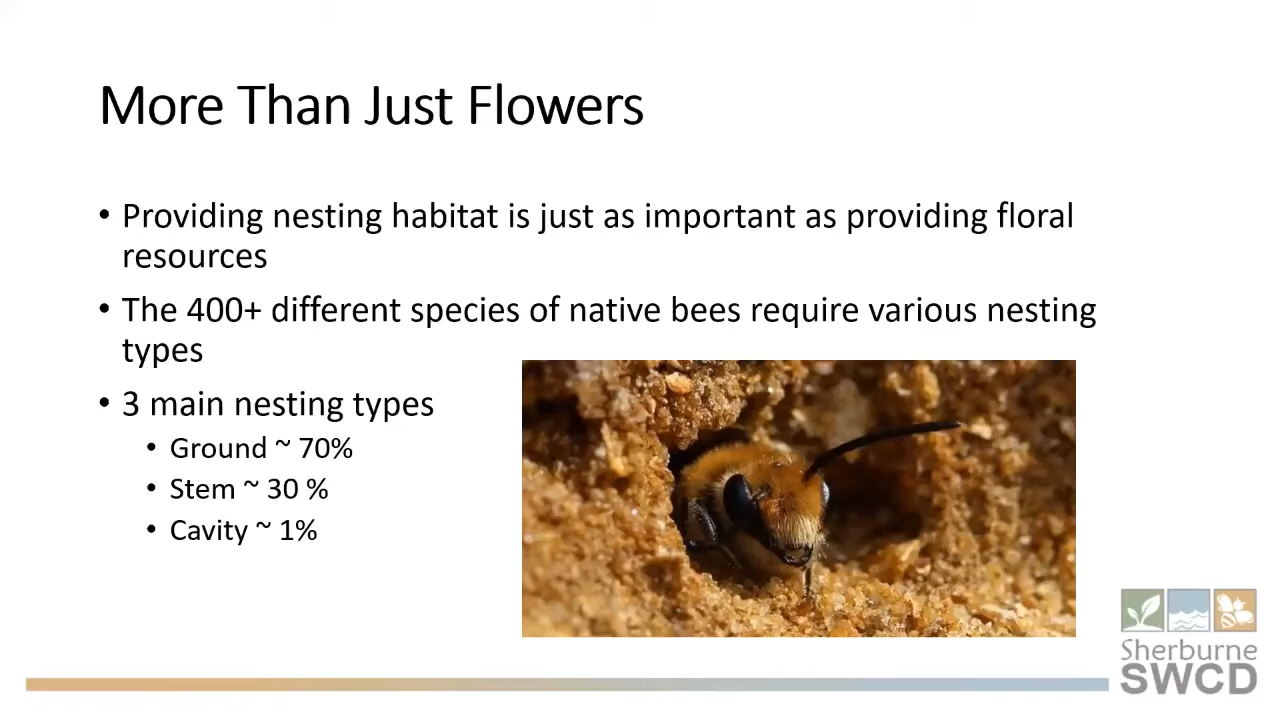 More Than Just Flowers
• Providing nesting habitat is just as important as providing floral
resources
• The 400+ different species of native bees require various nesting
types
• 3 main nesting types
• Ground ~ 70%
• Stem ~ 30 %
• Cavity ~ 1%
Sherburne
SWCD